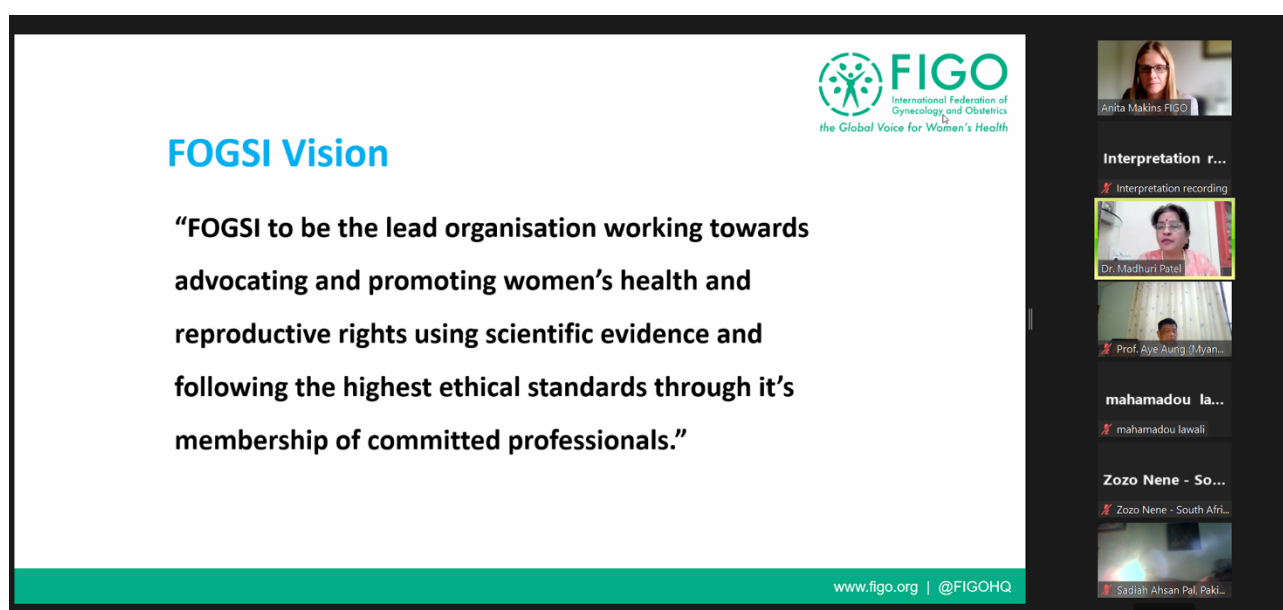 FIGO
International Federation of
Gynecology and Obstetrics
the Global Voice for Women's Health
FOGSI Vision
“FOGSI to be the lead organisation working towards
advocating and promoting women’s health and
reproductive rights using scientific evidence and
following the highest ethical standards through it’s
membership of committed professionals.”
www.figo.org | @FIGOHQ
Anita Makins FIGO
Interpretation r...
Interpretation recording
Dr. Madhuri Patel
Prof. Aye Aung (Myan...
mahamadou la...
mahamadou lawali
Zozo Nene - So...
Zozo Nene - South Afri...
Sadiah Ahsan Pal, Paki...